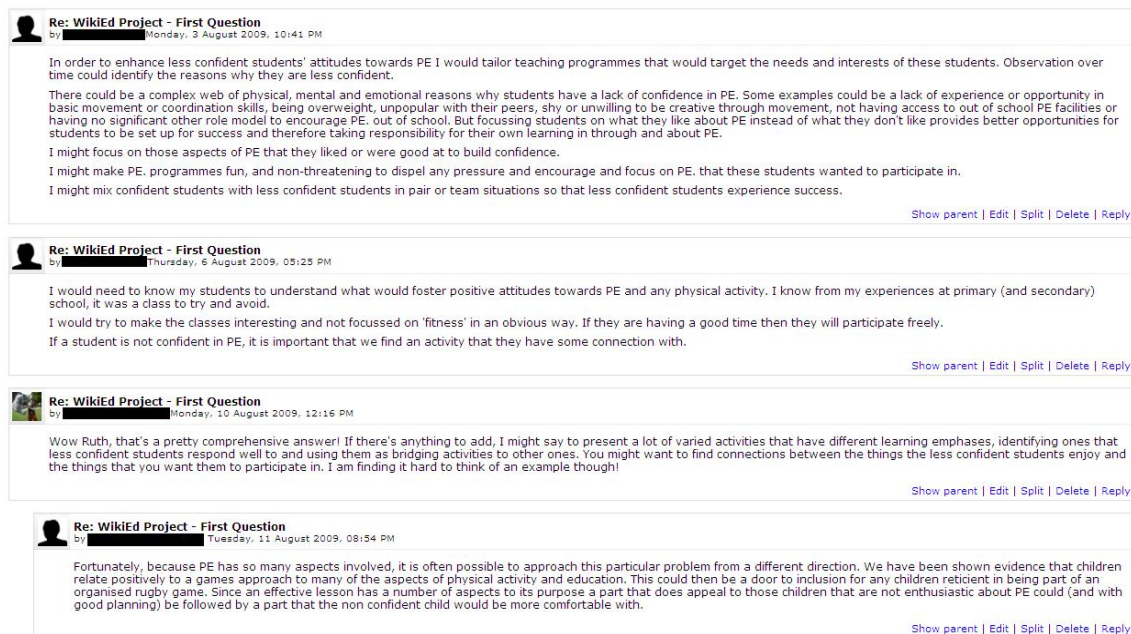 Re: WikiEd Project - First Question
by Monday, 3 August 2009, 10:41 PM
In order to enhance less confident students' attitudes towards PE I would tailor teaching programmes that would target the needs and interests of these students. Observation over
time could identify the reasons why they are less confident.
There could be a complex web of physical, mental and emotional reasons why students have a lack of confidence in PE. Some examples could be a lack of experience or opportunity in
basic movement or coordination skills, being overweight, unpopular with their peers, shy or unwilling to be creative through movement, not having access to out of school PE facilities or
having no significant other role model to encourage PE. out of school. But focussing students on what they like about PE instead of what they don't like provides better opportunities for
students to be set up for success and therefore taking responsibility for their own learning in through and about PE.
I might focus on those aspects of PE that they liked or were good at to build confidence.
I might make PE. programmes fun, and non-threatening to dispel any pressure and encourage and focus on PE. that these students wanted to participate in.
I might mix confident students with less confident students in pair or team situations so that less confident students experience success.
Show parent | Edit | Split | Delete | Reply
Re: WikiEd Project - First Question
by Thursday, 6 August 2009, 05:25 PM
I would need to know my students to understand what would foster positive attitudes towards PE and any physical activity. I know from my experiences at primary (and secondary)
school, it was a class to try and avoid.
I would try to make the classes interesting and not focussed on 'fitness' in an obvious way. If they are having a good time then they will participate freely.
If a student is not confident in PE, it is important that we find an activity that they have some connection with.
Show parent | Edit | Split | Delete | Reply
Re: WikiEd Project - First Question
by Monday, 10 August 2009, 12:16 PM
Wow Ruth, that's a pretty comprehensive answer! If there's anything to add, I might say to present a lot of varied activities that have different learning emphases, identifying ones that
less confident students respond well to and using them as bridging activities to other ones. You might want to find connections between the things the less confident students enjoy and
the things that you want them to participate in. I am finding it hard to think of an example though!
Show parent | Edit | Split | Delete | Reply
Re: WikiEd Project - First Question
by Tuesday, 11 August 2009, 08:54 PM
Fortunately, because PE has so many aspects involved, it is often possible to approach this particular problem from a different direction. We have been shown evidence that children
relate positively to a games approach to many of the aspects of physical activity and education. This could then be a door to inclusion for any children reticient in being part of an
organised rugby game. Since an effective lesson has a number of aspects to its purpose a part that does appeal to those children that are not enthusiastic about PE could (and with
good planning) be followed by a part that the non confident child would be more comfortable with.
Show parent | Edit | Split | Delete | Reply